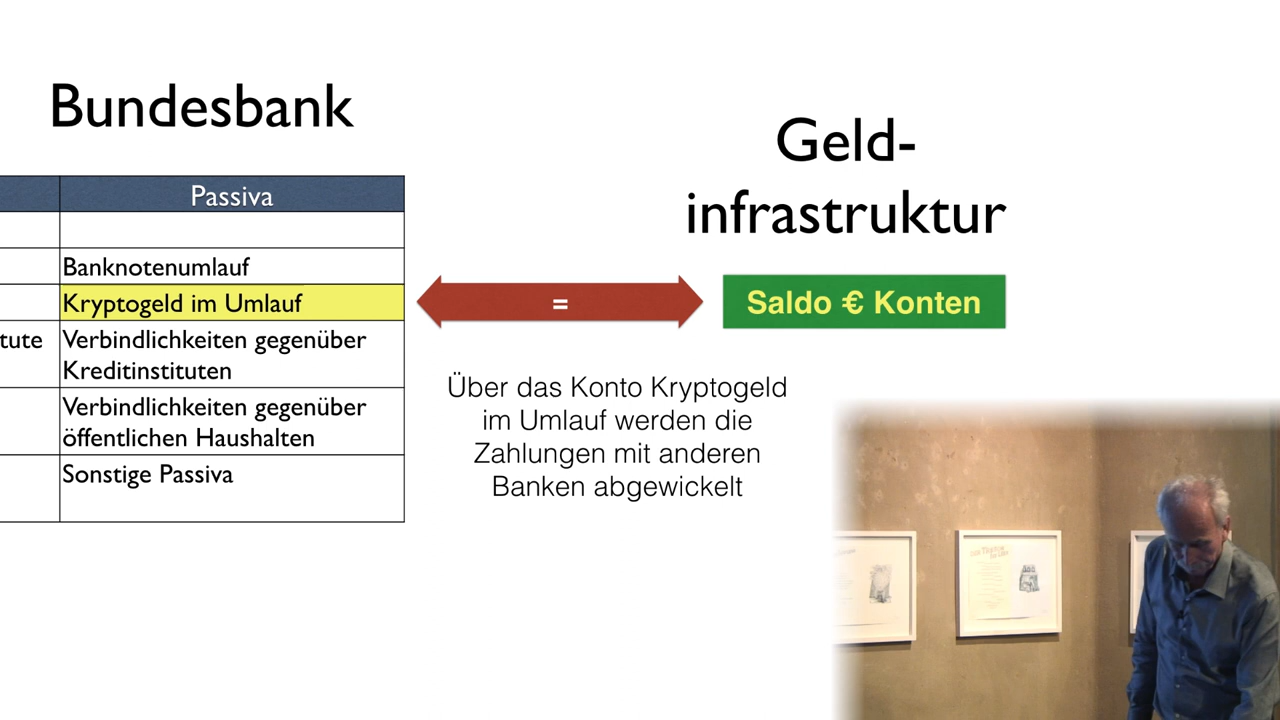 Bundesbank
Passiva
Banknotenumlauf
Kryptogeld im Umlauf
tute
Verbindlichkeiten gegenüber
Kreditinstituten
Verbindlichkeiten gegenüber
öffentlichen Haushalten
Sonstige Passiva
=
Geld-
infrastruktur
Saldo € Konten
Über das Konto Kryptogeld
im Umlauf werden die
Zahlungen mit anderen
Banken abgewickelt